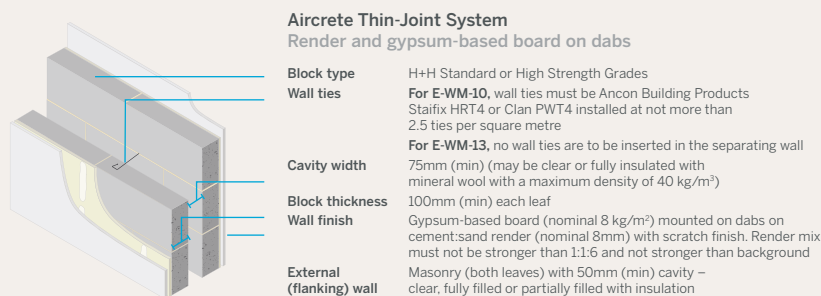 Aircrete Thin-Joint System
Render and gypsum-based board on dabs
Block type H+H Standard or High Strength Grades
Wall ties For E-WM-10, wall ties must be Ancon Building Products
Staifix HRT4 or Clan PWT4 installed at not more than
2.5 ties per square metre
For E-WM-13, no wall ties are to be inserted in the separating wall
Cavity width 75mm (min) (may be clear or fully insulated with
mineral wool with a maximum density of 40 kg/m³)
Block thickness 100mm (min) each leaf
Wall finish Gypsum-based board (nominal 8 kg/m²) mounted on dabs on
cement:sand render (nominal 8mm) with scratch finish. Render mix
must not be stronger than 1:1:6 and not stronger than background
External Masonry (both leaves) with 50mm (min) cavity –
(flanking) wall clear, fully filled or partially filled with insulation